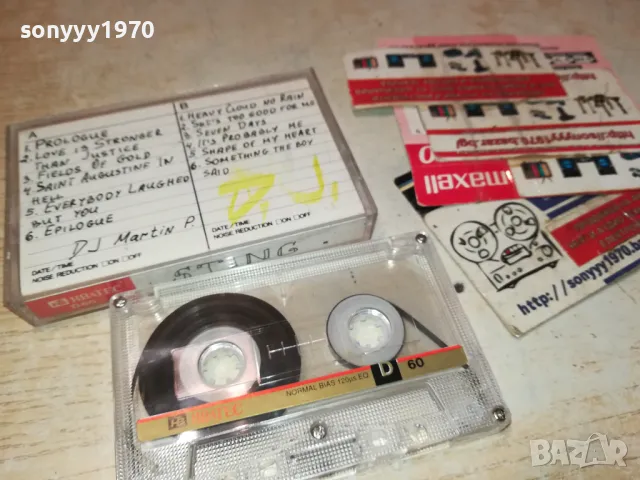 sonyyy1970
A
1. PROLOGUE
2. LOVE IS STRONGER
THAN JUSTICE
3. FIELDS OF GOLD
4. SAINT AUGUSTINE IN
HELL
5. EVERYBODY LAUGHED
BUT YOU
6. EPILOGUE
DJ MARTIN P.
DATE/TIME
NOISE REDUCTION □ON □OFF
B
1. HEAVY CLOUD NO RAIN
2. SHE'S TOO GOOD FOR ME
3. SEVEN DAYS
4. IT'S PROBABLY ME
5. SHAPE OF MY HEART
6. SOMETHING THE BOY
SAID
D. J.
DATE/TIME
NOISE REDUCTION □ON □OFF
STING
D 60
NORMAL BIAS 120µs EQ
maxell
http://sonyyy1970.bazar.bg/
http://sonyyy1970
BAZAR